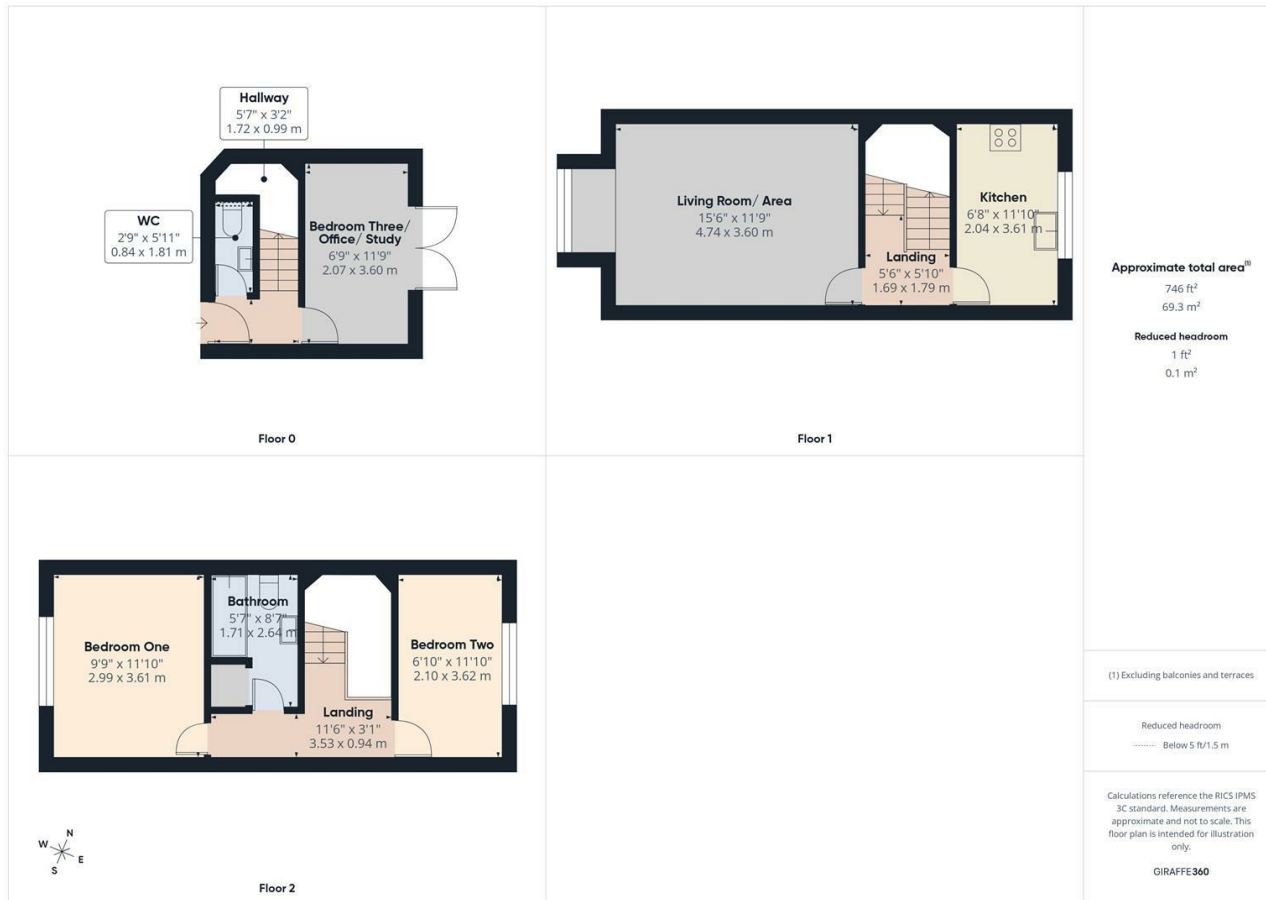 Hallway
5'7" x 3'2"
1.72 x 0.99 m
WC
2'9" x 5'11"
0.84 x 1.81 m
Bedroom Three/
Office/ Study
6'9" x 11'9"
2.07 x 3.60 m
Floor 0
Living Room/ Area
15'6" x 11'9"
4.74 x 3.60 m
Kitchen
6'8" x 11'10"
2.04 x 3.61 m
Landing
5'6" x 5'10"
1.69 x 1.79 m
Floor 1
Bedroom One
9'9" x 11'10"
2.99 x 3.61 m
Bathroom
5'7" x 8'7"
1.71 x 2.64 m
Landing
11'6" x 3'1"
3.53 x 0.94 m
Bedroom Two
6'10" x 11'10"
2.10 x 3.62 m
N
W
E
S
Floor 2
Approximate total area(1)
746 ft²
69.3 m²
Reduced headroom
1 ft²
0.1 m²
(1) Excluding balconies and terraces
Reduced headroom
Below 5 ft/1.5 m
Calculations reference the RICS IPMS
3C standard. Measurements are
approximate and not to scale. This
floor plan is intended for illustration
only.
GIRAFFE360